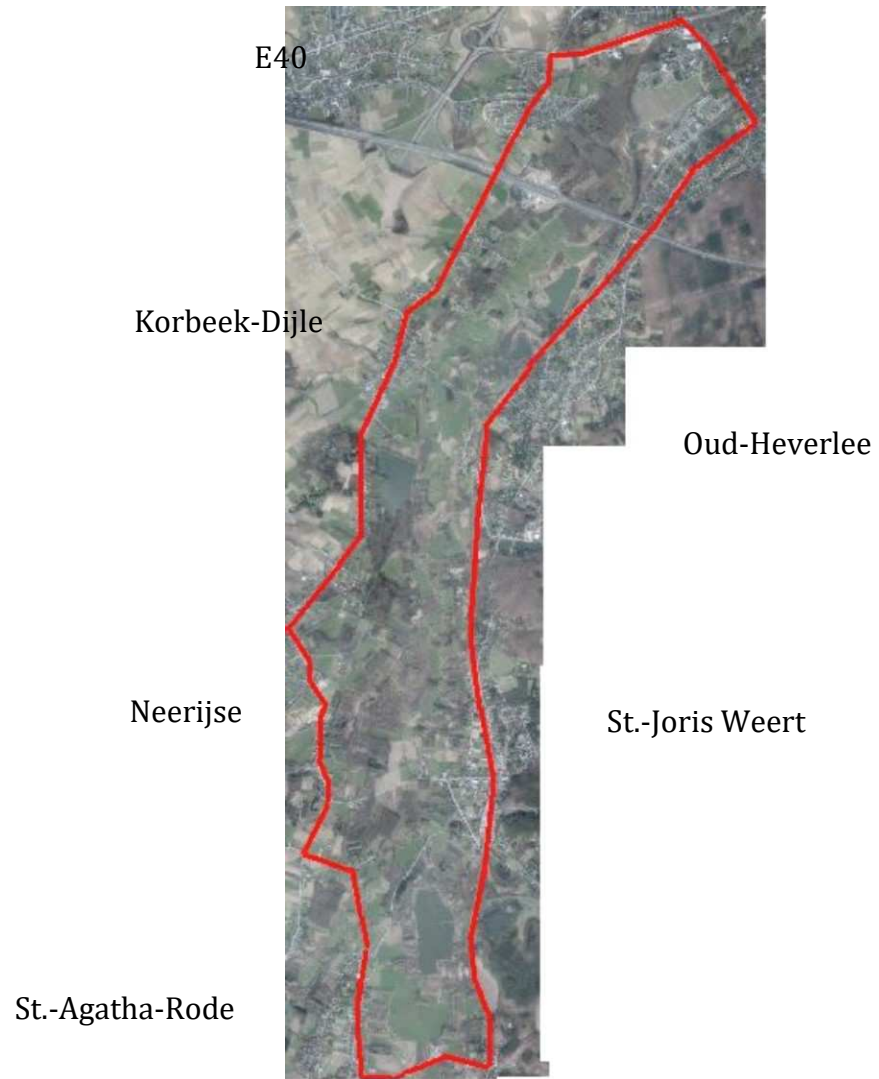 E40
Korbeek-Dijle
Oud-Heverlee
Neerijse
St.-Joris Weert
St.-Agatha-Rode